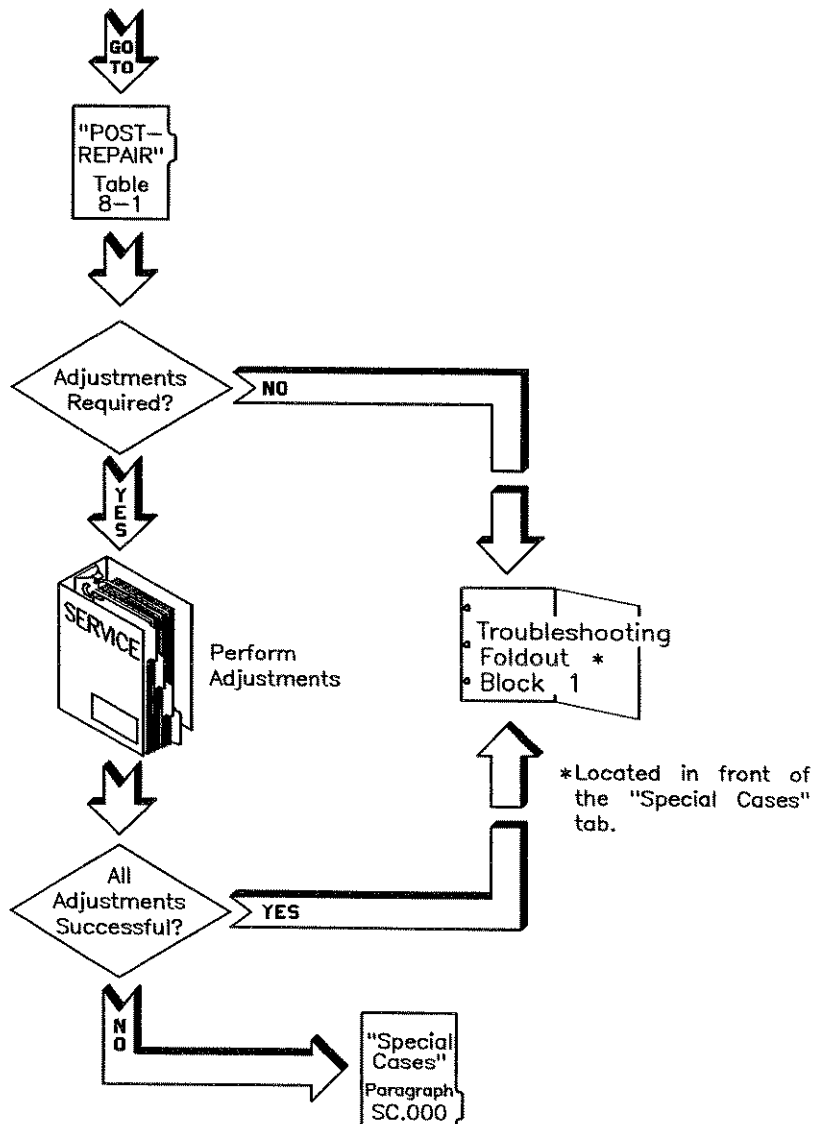 GO
TO
"POST-
REPAIR"
Table
8-1
Adjustments
Required?
NO
YES
SERVICE
Perform
Adjustments
Troubleshooting
Foldout *
Block 1
*Located in front of
the "Special Cases"
tab.
All
Adjustments
Successful?
YES
NO
"Special
Cases"
Paragraph
SC.000